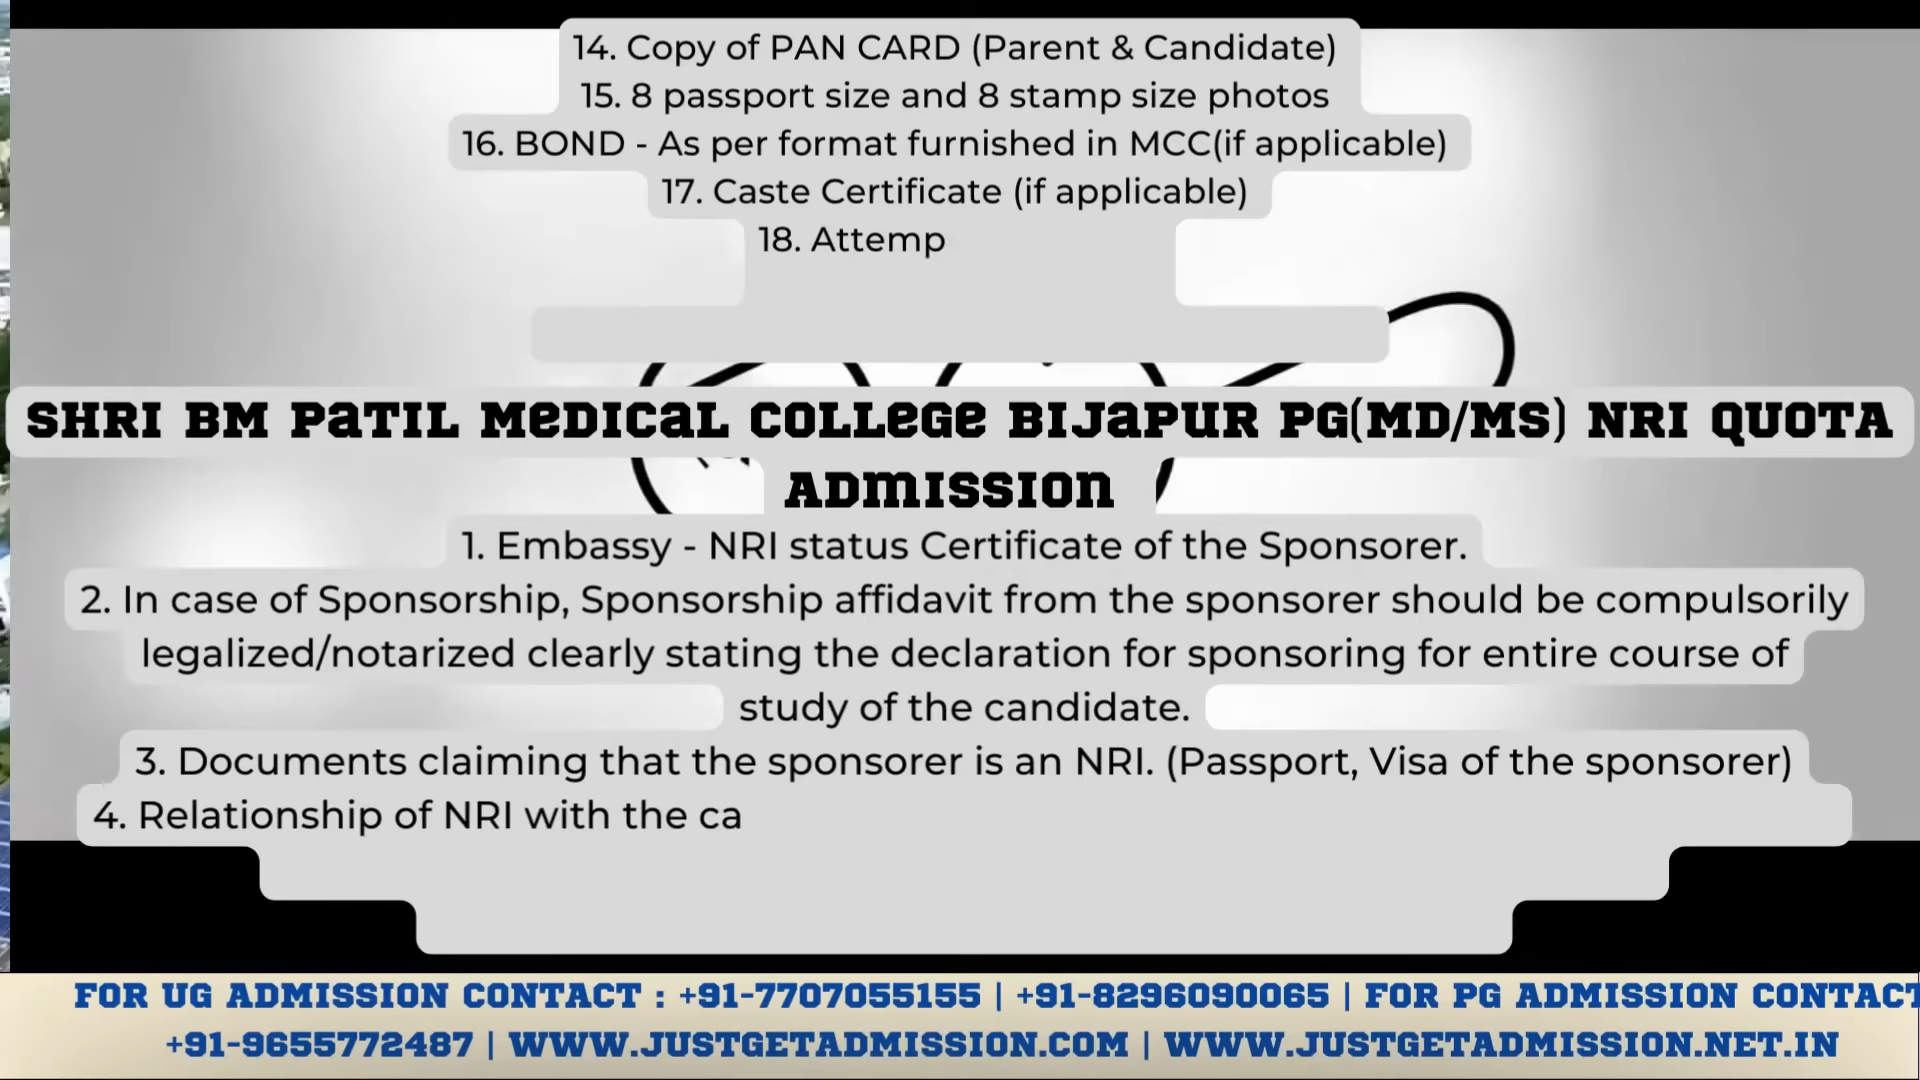 14. Copy of PAN CARD (Parent & Candidate)
15. 8 passport size and 8 stamp size photos
16. BOND - As per format furnished in MCC(if applicable)
17. Caste Certificate (if applicable)
18. Attemp
SHRI BM PATIL MEDICAL COLLEGE BIJAPUR PG(MD/MS) NRI QUOTA
ADMISSION
1. Embassy - NRI status Certificate of the Sponsorer.
2. In case of Sponsorship, Sponsorship affidavit from the sponsorer should be compulsorily
legalized/notarized clearly stating the declaration for sponsoring for entire course of
study of the candidate.
3. Documents claiming that the sponsorer is an NRI. (Passport, Visa of the sponsorer)
4. Relationship of NRI with the ca
FOR UG ADMISSION CONTACT : +91-7707055155 | +91-8296090065 | FOR PG ADMISSION CONTACT
+91-9655772487 | WWW.JUSTGETADMISSION.COM | WWW.JUSTGETADMISSION.NET.IN